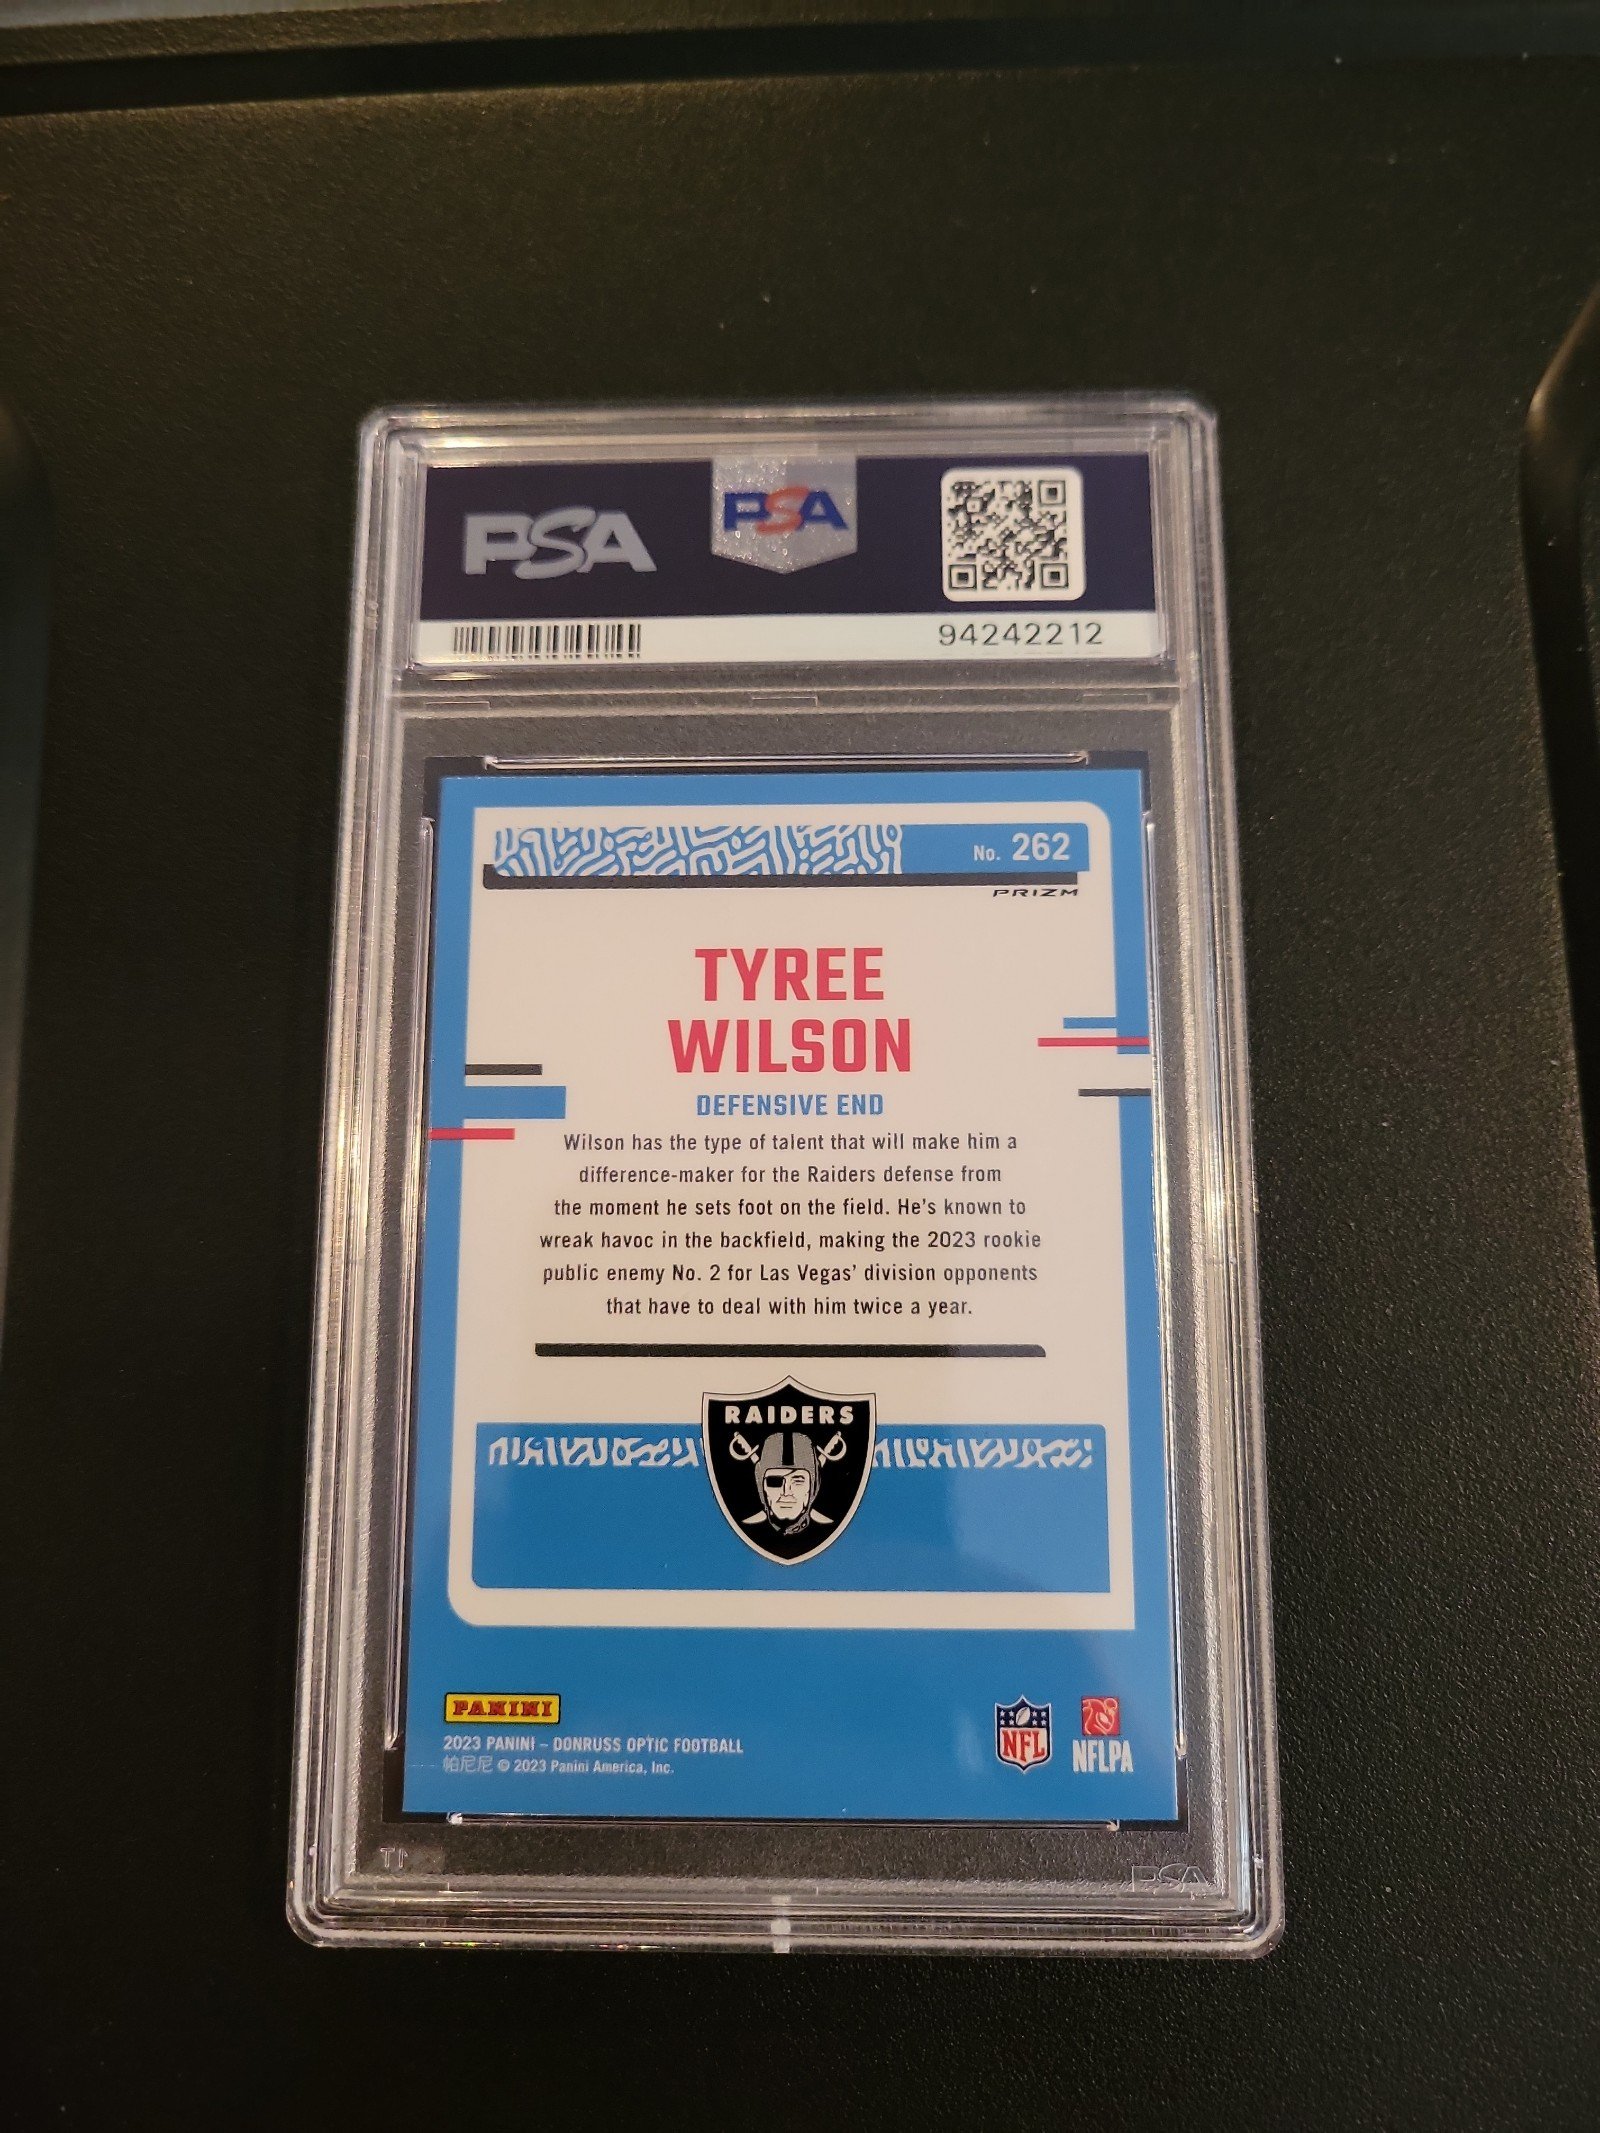 PSA
PSA
94242212
No. 262
PRIZM
TYREE
WILSON
DEFENSIVE END
Wilson has the type of talent that will make him a
difference-maker for the Raiders defense from
the moment he sets foot on the field. He's known to
wreak havoc in the backfield, making the 2023 rookie
public enemy No. 2 for Las Vegas' division opponents
that have to deal with him twice a year.
RAIDERS
PANINI
2023 PANINI – DONRUSS OPTIC FOOTBALL
帕尼尼 © 2023 Panini America, Inc.
NFL
NFLPA
T1
PSA